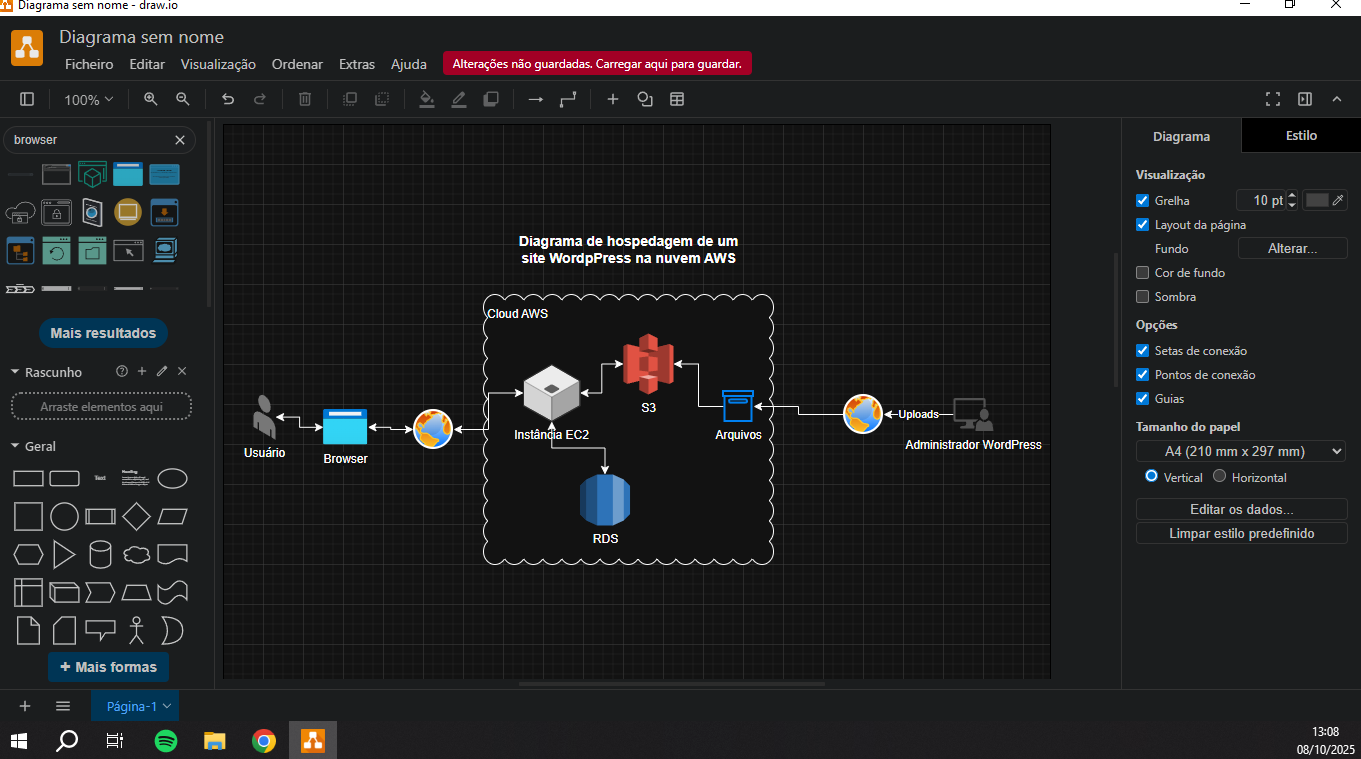 Diagrama sem nome - draw.io
Diagrama sem nome
Ficheiro Editar Visualização Ordenar Extras Ajuda
Alterações não guardadas. Carregar aqui para guardar.
100%
browser
Mais resultados
Rascunho
Arraste elementos aqui
Geral
Text
Heading
Mais formas
Diagrama de hospedagem de um
site WordpPress na nuvem AWS
Cloud AWS
S3
Instância EC2
Arquivos
Uploads
Usuário
Browser
Administrador WordPress
RDS
Diagrama
Estilo
Visualização
Grelha
10 pt
Layout da página
Fundo
Alterar...
Cor de fundo
Sombra
Opções
Setas de conexão
Pontos de conexão
Guias
Tamanho do papel
A4 (210 mm x 297 mm)
Vertical
Horizontal
Editar os dados...
Limpar estilo predefinido
Página-1
13:08
08/10/2025